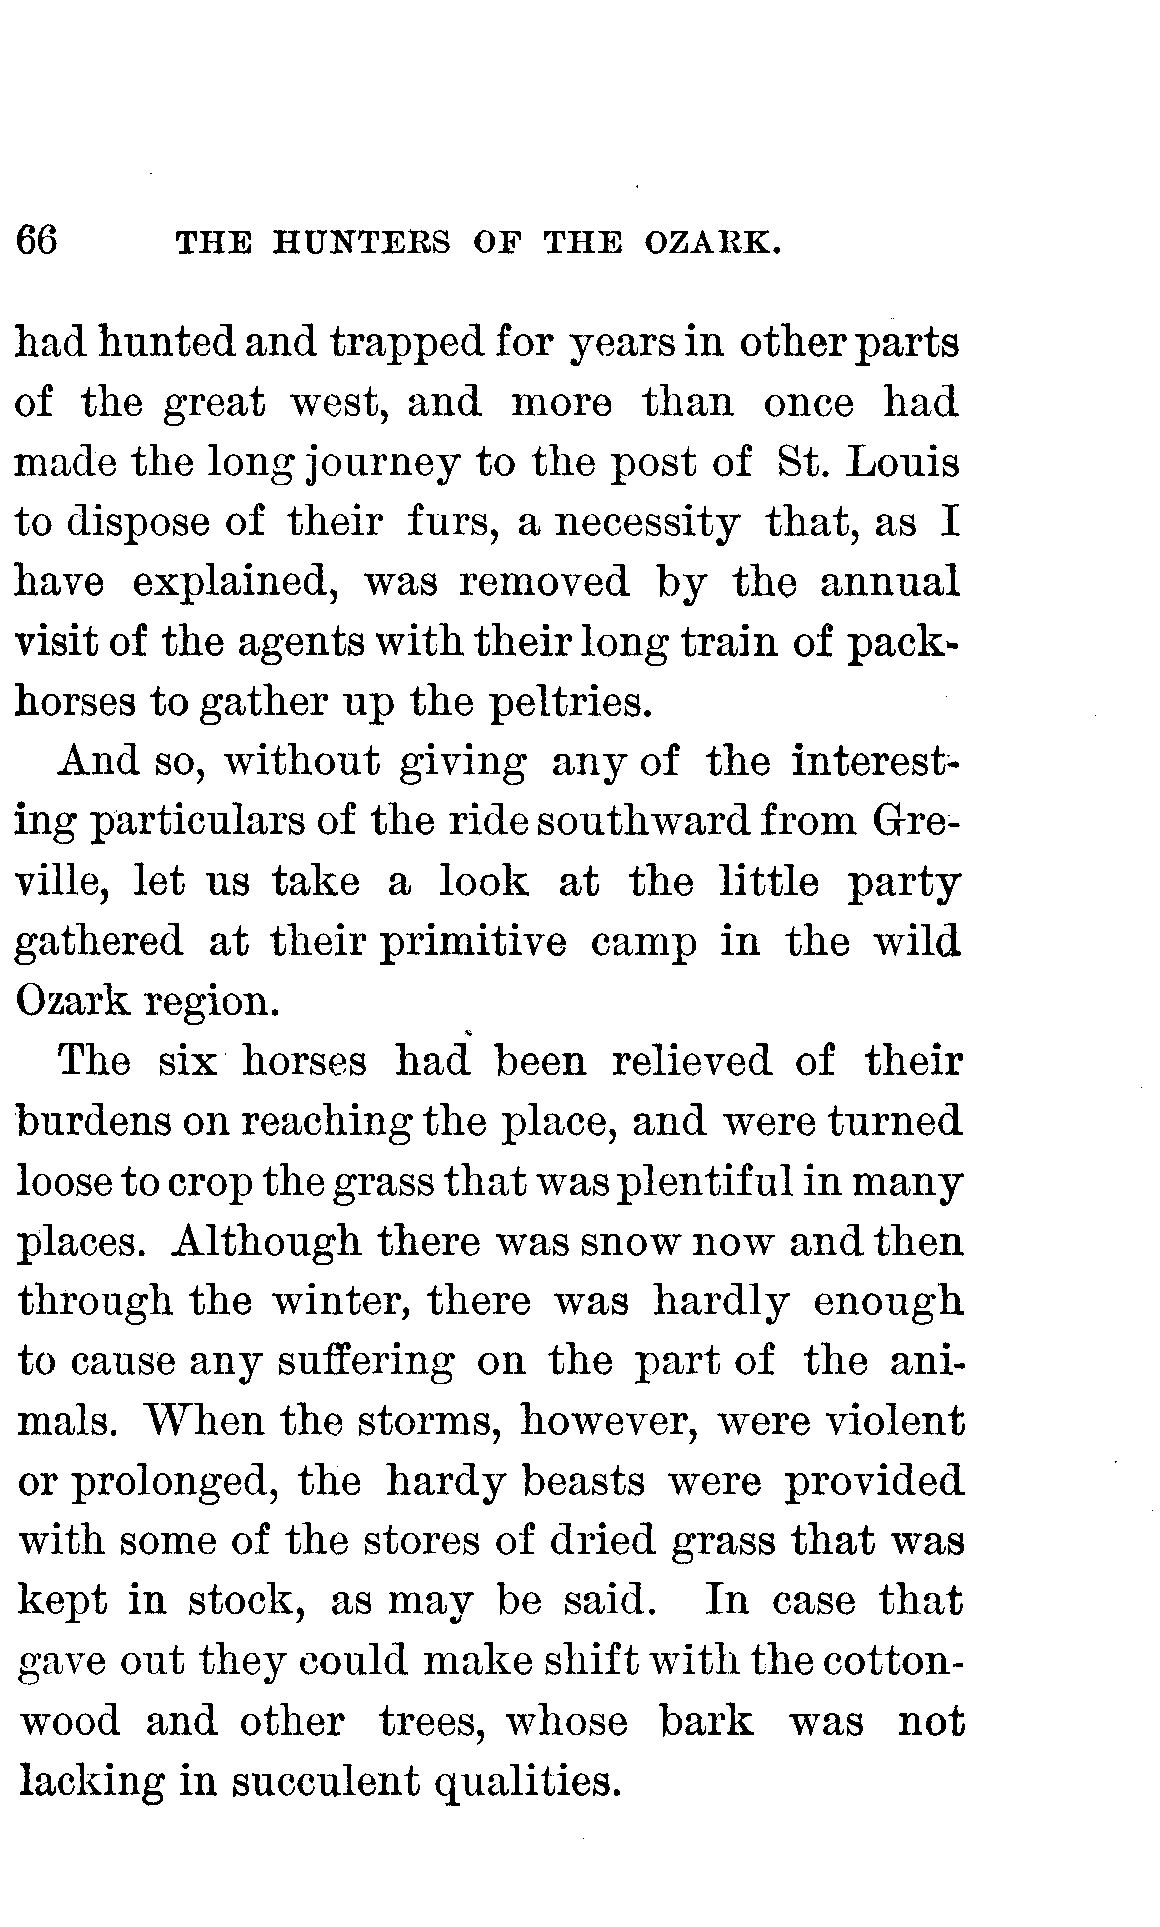 66 THE HUNTERS OF THE OZARK.
had hunted and trapped for years in other parts
of the great west, and more than once had
made the long journey to the post of St. Louis
to dispose of their furs, a necessity that, as I
have explained, was removed by the annual
visit of the agents with their long train of pack-
horses to gather up the peltries.
And so, without giving any of the interest-
ing particulars of the ride southward from Gre-
ville, let us take a look at the little party
gathered at their primitive camp in the wild
Ozark region.
The six horses had been relieved of their
burdens on reaching the place, and were turned
loose to crop the grass that was plentiful in many
places. Although there was snow now and then
through the winter, there was hardly enough
to cause any suffering on the part of the ani-
mals. When the storms, however, were violent
or prolonged, the hardy beasts were provided
with some of the stores of dried grass that was
kept in stock, as may be said. In case that
gave out they could make shift with the cotton-
wood and other trees, whose bark was not
lacking in succulent qualities.